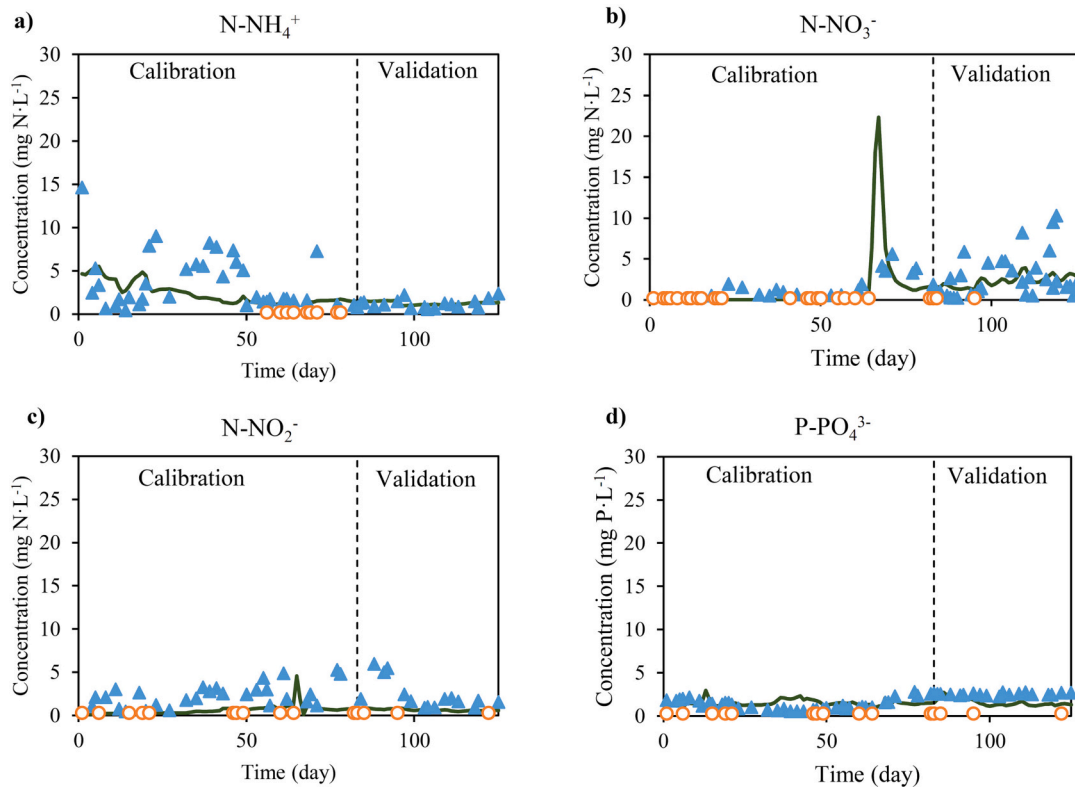 a) N-NH₄⁺
Concentration (mg N·L⁻¹)
30
25
20
15
10
5
0
Calibration Validation
0 50 100
Time (day)
b) N-NO₃⁻
Cocentration (mg N·L⁻¹)
30
25
20
15
10
5
0
Calibration Validation
0 50 100
Time (day)
c) N-NO₂⁻
Concentration (mg N·L⁻¹)
30
25
20
15
10
5
0
Calibration Validation
0 50 100
Time (day)
d) P-PO₄³⁻
Concentration (mg P·L⁻¹)
30
25
20
15
10
5
0
Calibration Validation
0 50 100
Time (day)